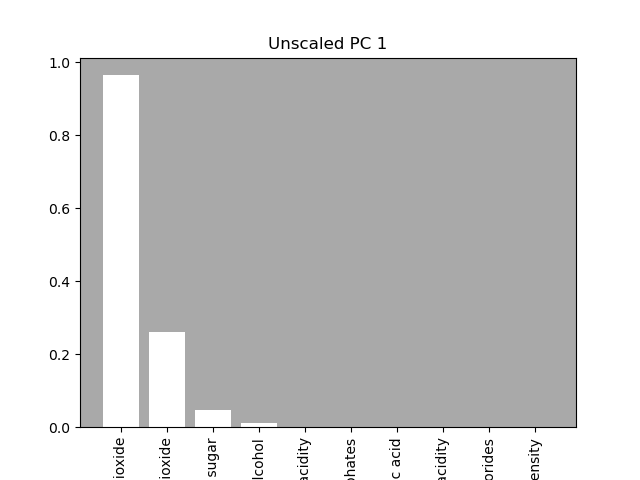 Unscaled PC 1
1.0
0.8
0.6
0.4
0.2
0.0
ioxide
ioxide
sugar
lcohol
acidity
hates
c acid
acidity
orides
ensity